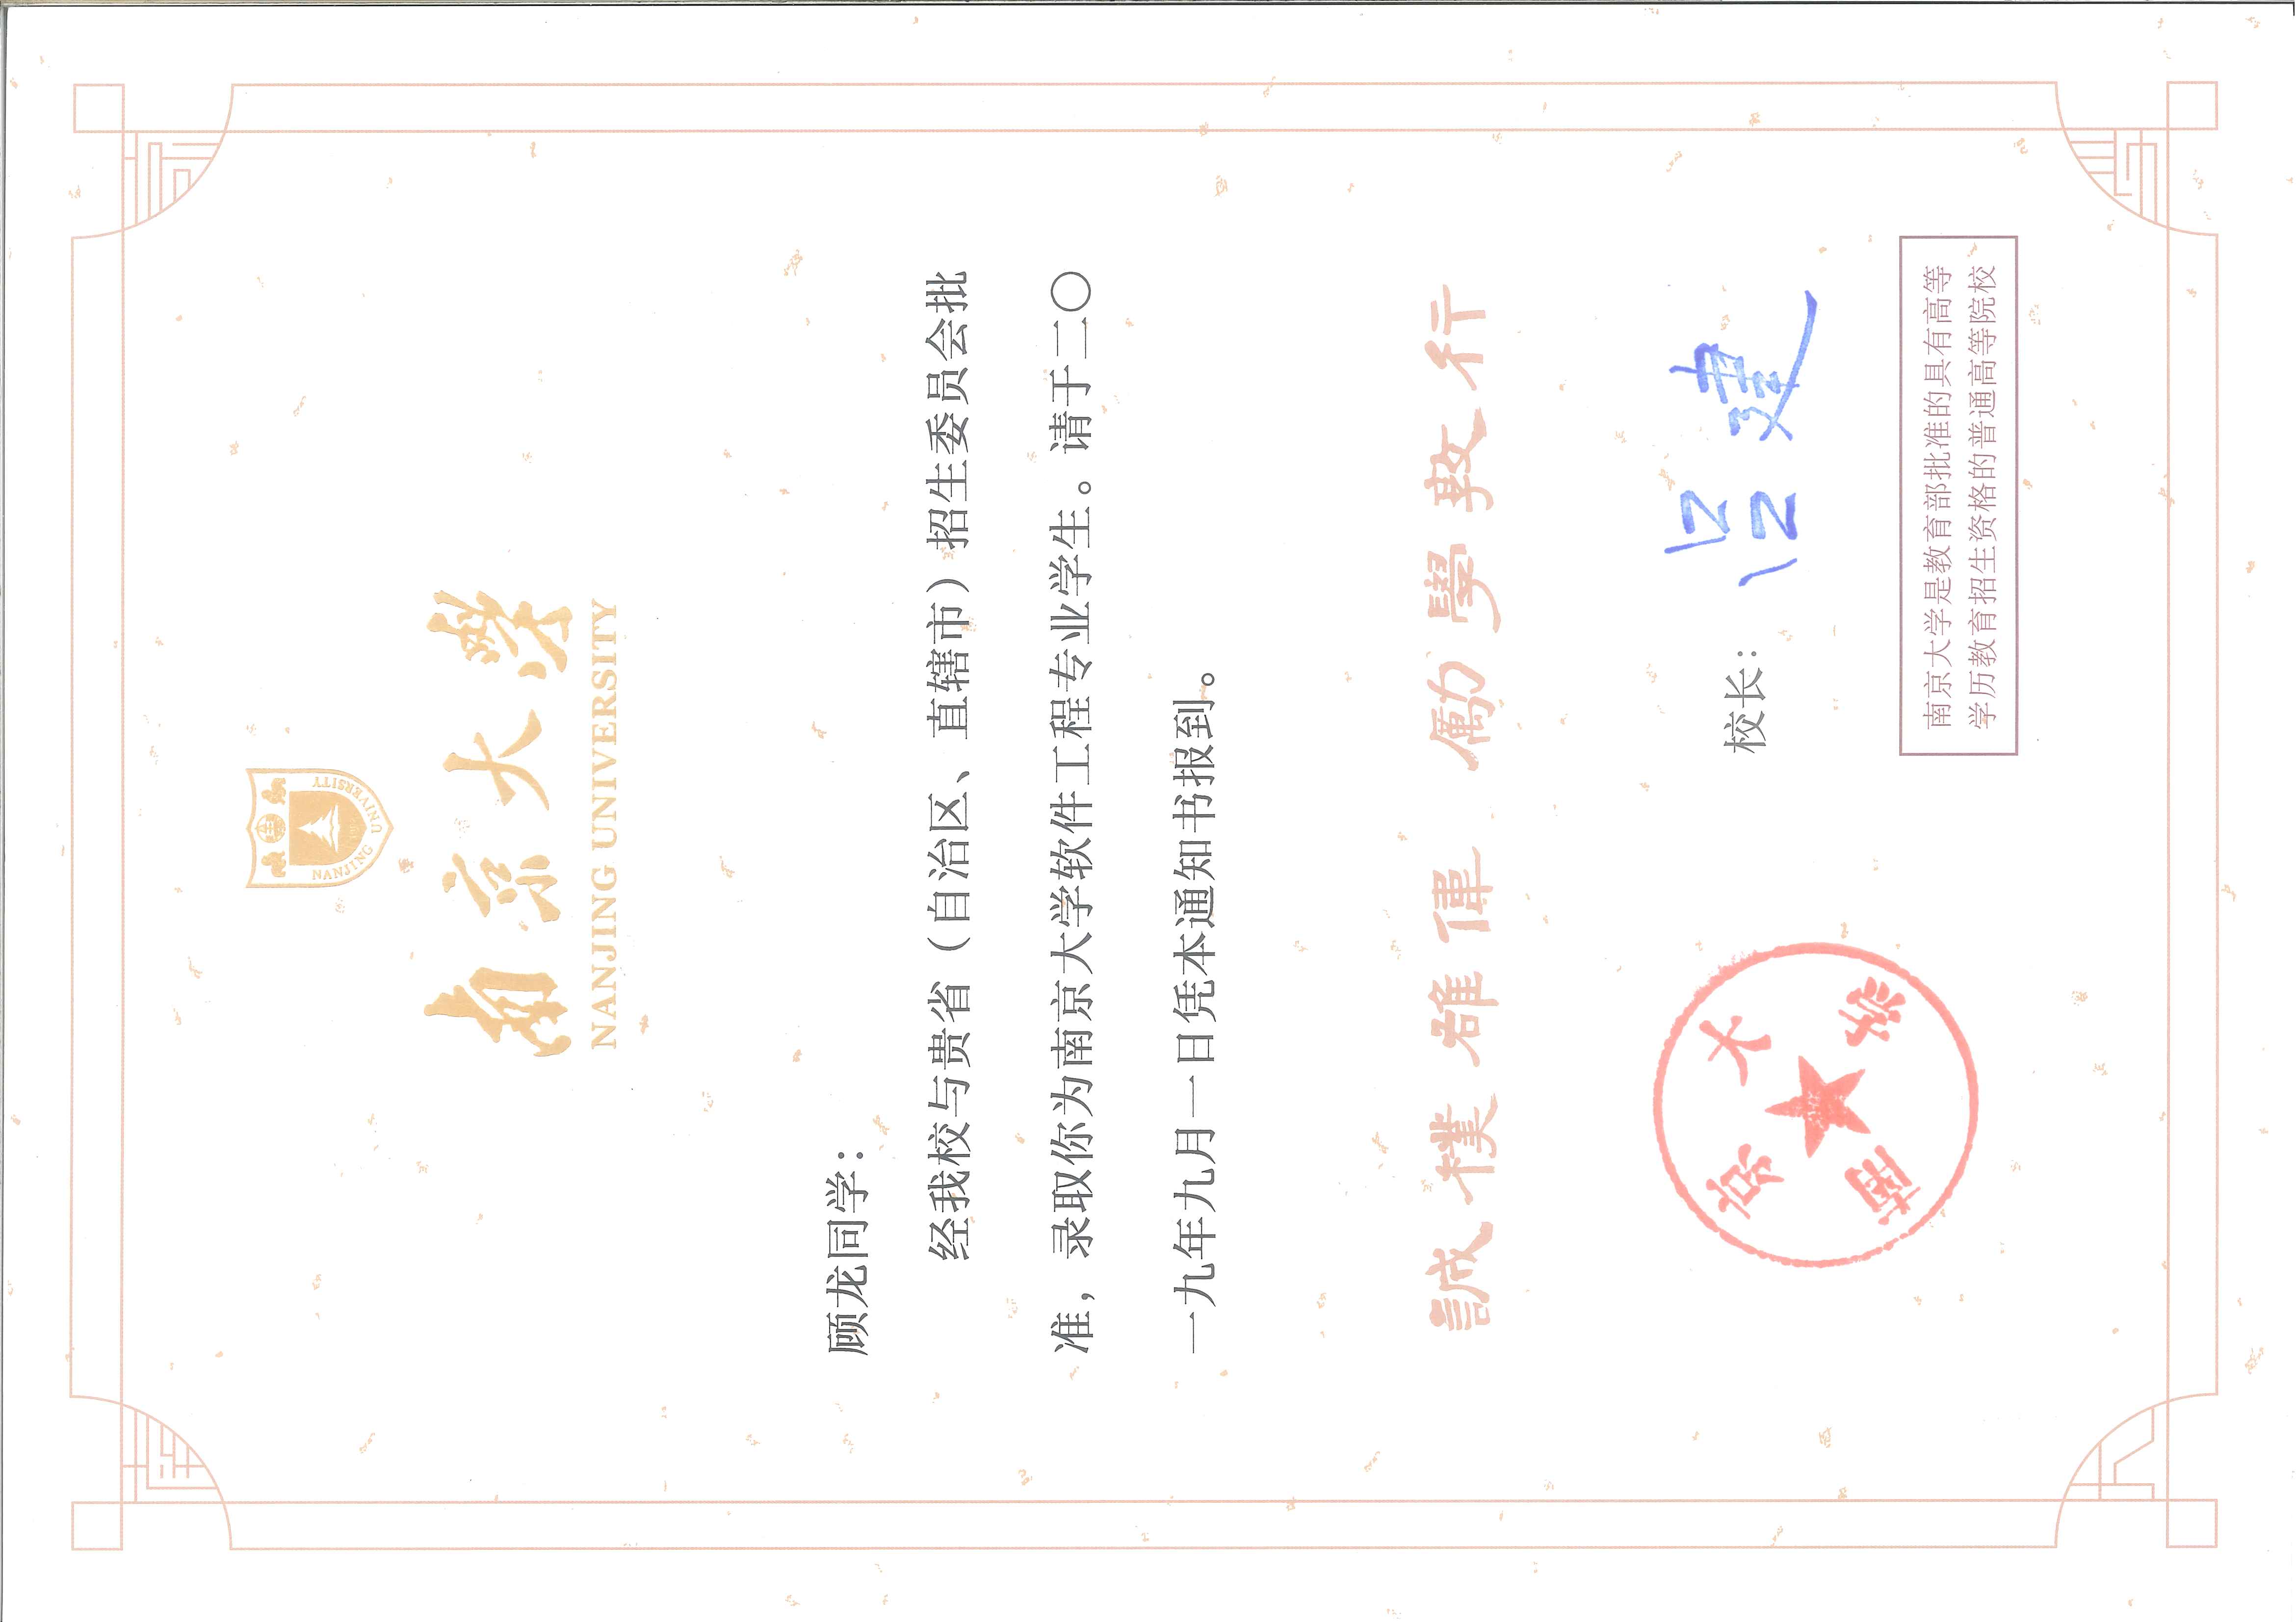 NANJING UNIVERSITY
南京大學
NANJING UNIVERSITY
顾龙同学：
经我校与贵省（自治区、直辖市）招生委员会批
准，录取你为南京大学软件工程专业学生。请于二〇
一九年九月一日凭本通知书报到。
誠樸雄偉 勵學敦行
校长：
南京大学
南京大学是教育部批准的具有高等
学历教育招生资格的普通高等院校